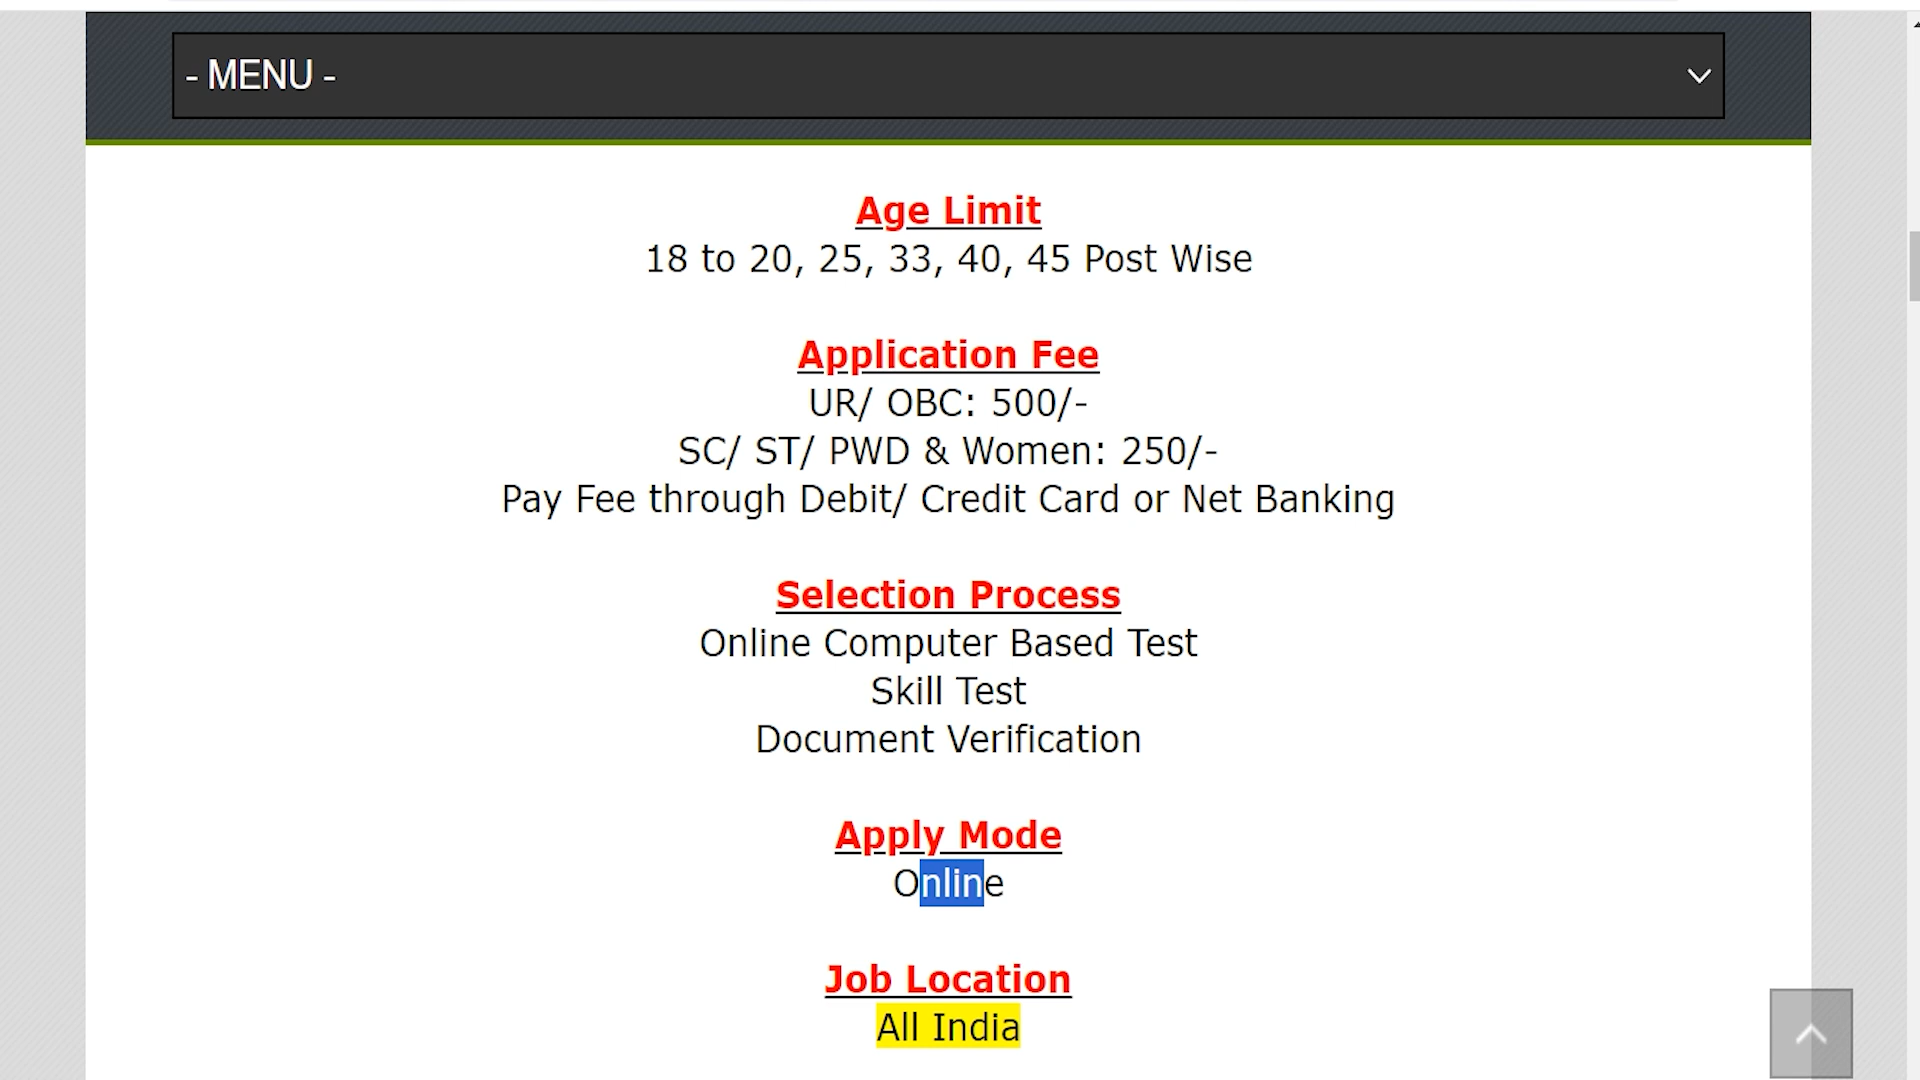 - MENU -
Age Limit
18 to 20, 25, 33, 40, 45 Post Wise
Application Fee
UR/ OBC: 500/-
SC/ ST/ PWD & Women: 250/-
Pay Fee through Debit/ Credit Card or Net Banking
Selection Process
Online Computer Based Test
Skill Test
Document Verification
Apply Mode
Online
Job Location
All India